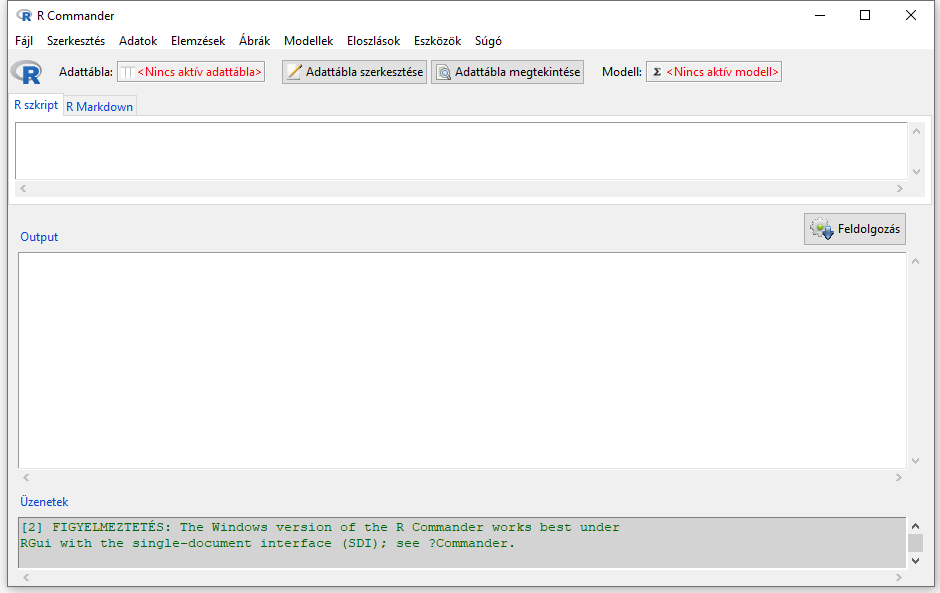 R Commander
Fájl Szerkesztés Adatok Elemzések Ábrák Modellek Eloszlások Eszközök Súgó
R Adattábla: <Nincs aktív adattábla> Adattábla szerkesztése Adattábla megtekintése Modell: Σ <Nincs aktív modell>
R szkript R Markdown
Feldolgozás
Output
Üzenetek
[2] FIGYELMEZTETÉS: The Windows version of the R Commander works best under
RGui with the single-document interface (SDI); see ?Commander.